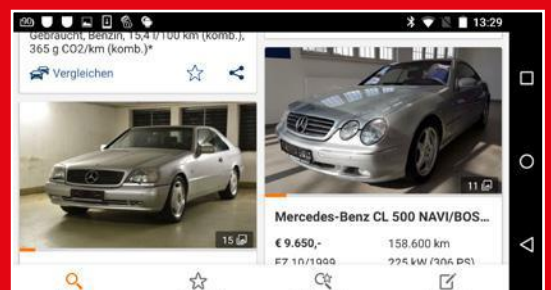 13:29
Gebraucht, Benzin, 15,4 l/100 km (komb.),
365 g CO2/km (komb.)*
Vergleichen
15
11
Mercedes-Benz CL 500 NAVI/BOS...
€ 9.650,-
158.600 km
EZ 10/1999
225 kW (306 PS)